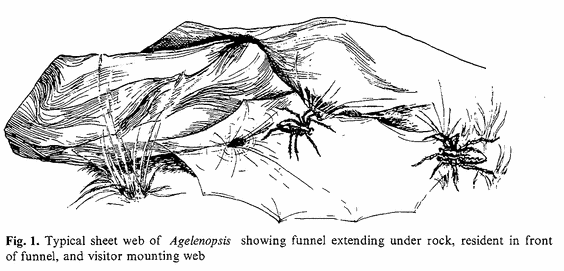 Fig. 1. Typical sheet web of Agelenopsis showing funnel extending under rock, resident in front
of funnel, and visitor mounting web